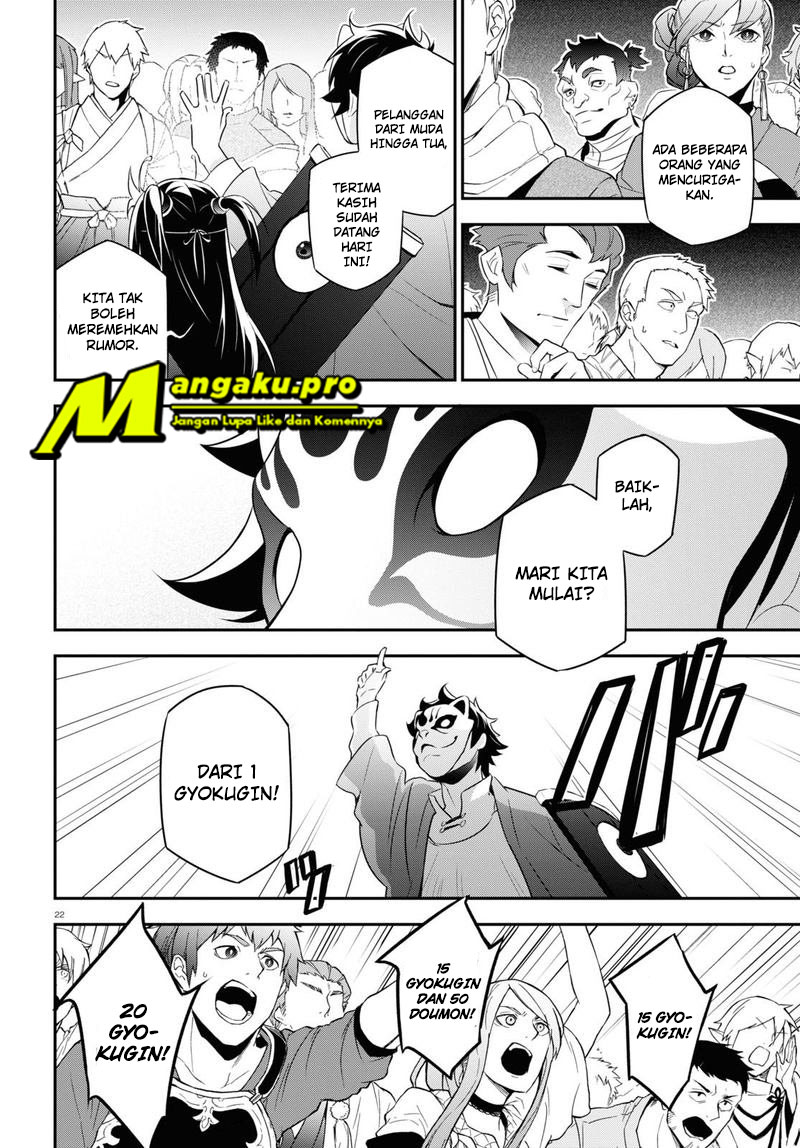 ADA BEBERAPA
ORANG YANG
MENCURIGA-
KAN.
PELANGGAN
DARI MUDA
HINGGA TUA,
TERIMA
KASIH
SUDAH
DATANG
HARI
INI!
KITA TAK
BOLEH
MEREMEHKAN
RUMOR.
Mangaku.pro
Jangan Lupa Like dan Komennya
BAIK-
LAH,
MARI KITA
MULAI?
DARI 1
GYOKUGIN!
22
15 GYO-
KUGIN!
15
GYOKUGIN
DAN 50
DOUMON!
20
GYO-
KUGIN!